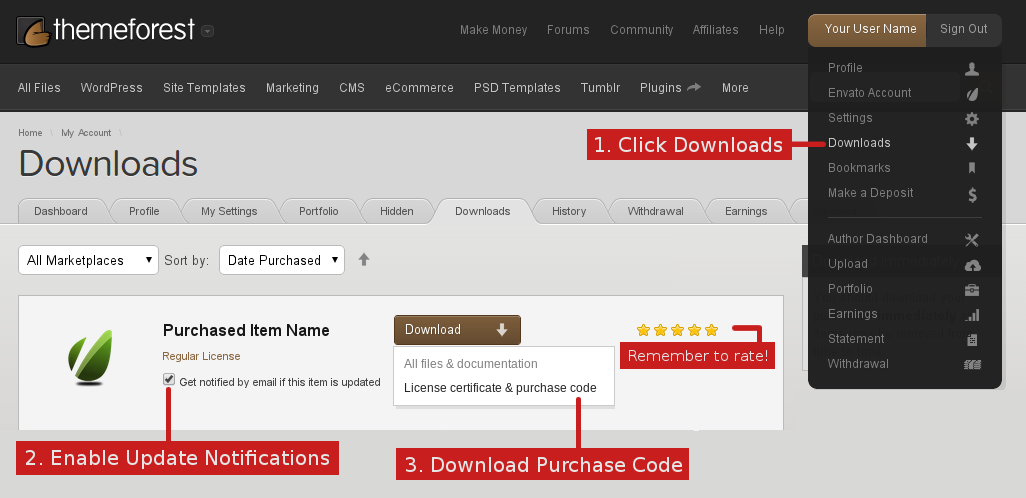 themeforest
Make Money Forums Community Affiliates Help
Your User Name Sign Out
All Files WordPress Site Templates Marketing CMS eCommerce PSD Templates Tumblr Plugins More
Profile
Envato Account
Settings
Downloads
Bookmarks
Make a Deposit
Author Dashboard
Upload
Portfolio
Earnings
Statement
Withdrawal
Home \ My Account \
1. Click Downloads
Downloads
Dashboard Profile My Settings Portfolio Hidden Downloads History Withdrawal Earnings
All Marketplaces Sort by: Date Purchased
Purchased Item Name
Regular License
Get notified by email if this item is updated
Download
All files & documentation
License certificate & purchase code
Remember to rate!
2. Enable Update Notifications
3. Download Purchase Code